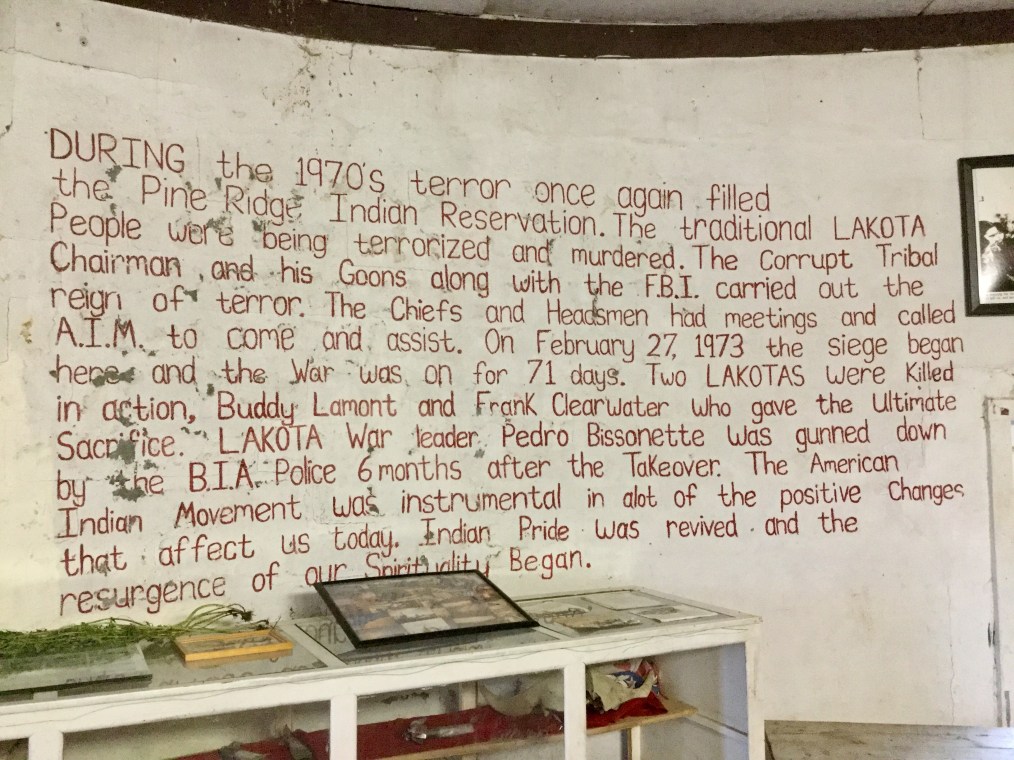 DURING the 1970's terror once again filled
the Pine Ridge Indian Reservation. The traditional LAKOTA
People were being terrorized and murdered. The Corrupt Tribal
Chairman and his Goons along with the F.B.I. carried out the
reign of terror. The Chiefs and Headsmen had meetings and called
A.I.M. to come and assist. On February 27, 1973 the siege began
here and the War was on for 71 days. Two LAKOTAS were Killed
in action, Buddy Lamont and Frank Clearwater who gave the Ultimate
Sacrifice. LAKOTA War leader Pedro Bissonette was gunned down
by the B.I.A. Police 6 months after the Takeover. The American
Indian Movement was instrumental in alot of the positive Changes
that affect us today. Indian Pride was revived and the
resurgence of our Spirituality Began.